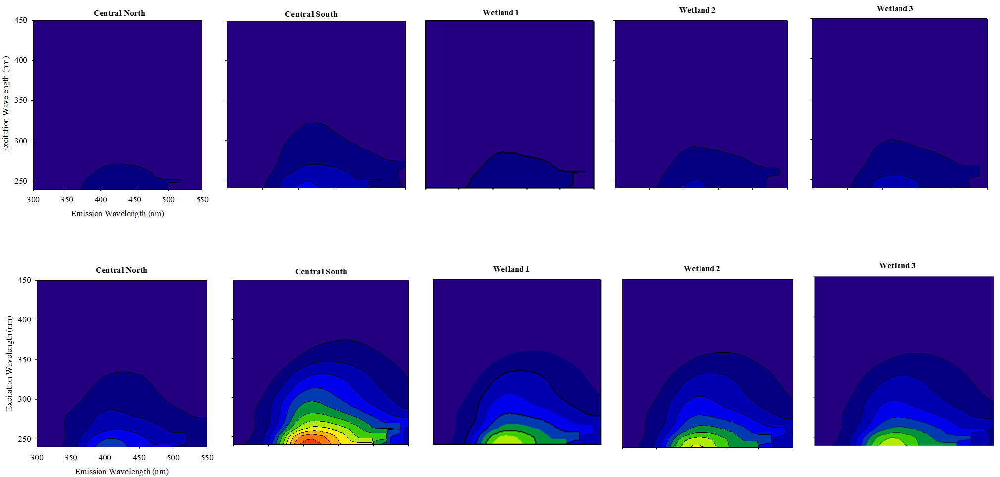 Central North
Central South
Wetland 1
Wetland 2
Wetland 3
Excitation Wavelength (nm)
450
400
350
300
250
300 350 400 450 500 550
Emission Wavelength (nm)
Central North
Central South
Wetland 1
Wetland 2
Wetland 3
Excitation Wavelength (nm)
450
400
350
300
250
300 350 400 450 500 550
Emission Wavelength (nm)